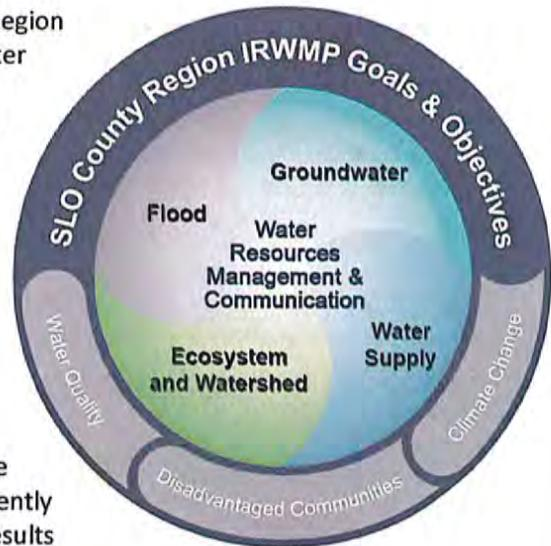 egion
ter
SLO County Region IRWMP Goals & Objectives
Groundwater
Flood
Water
Resources
Management &
Communication
Water
Supply
Ecosystem
and Watershed
Water Quality
Disadvantaged Communities
Climate Change
e
ently
esults